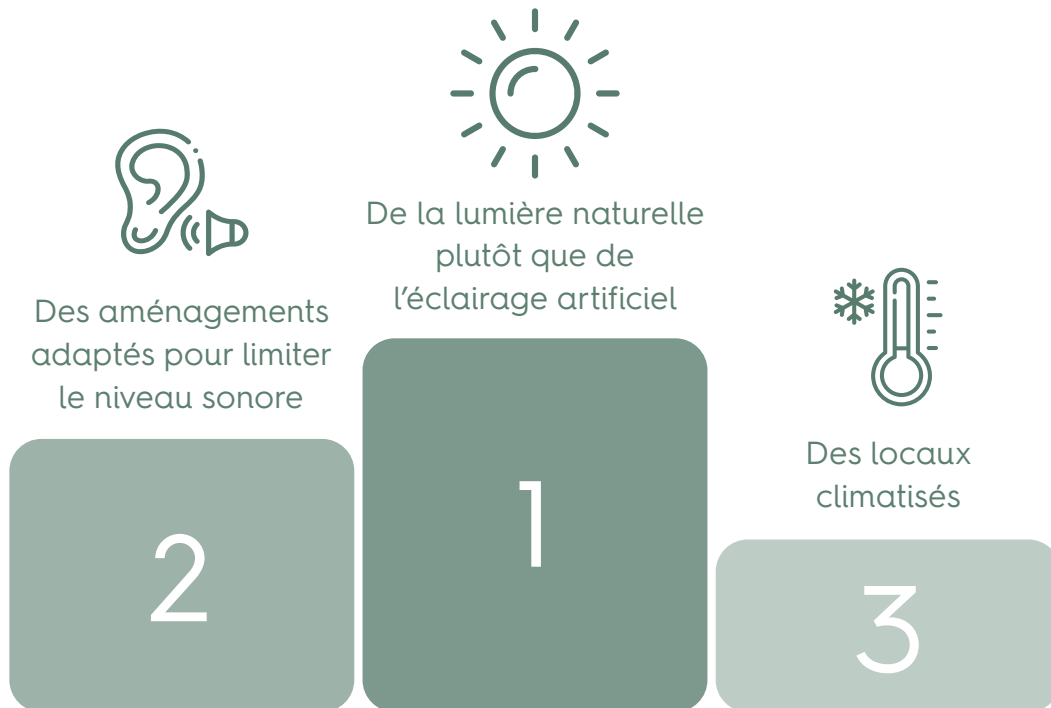 Des aménagements
adaptés pour limiter
le niveau sonore
2
De la lumière naturelle
plutôt que de
l’éclairage artificiel
1
Des locaux
climatisés
3